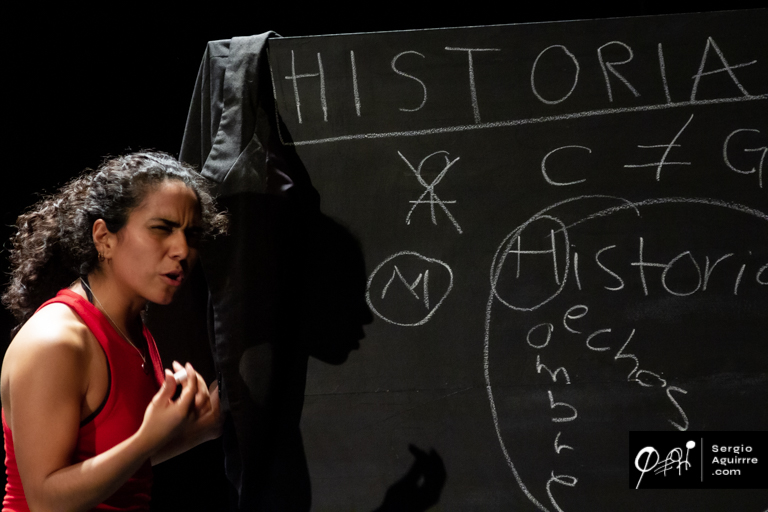 HISTORIA
C ≠ G
M
Historia
echos
ombre
Sergio
Aguirre
.com